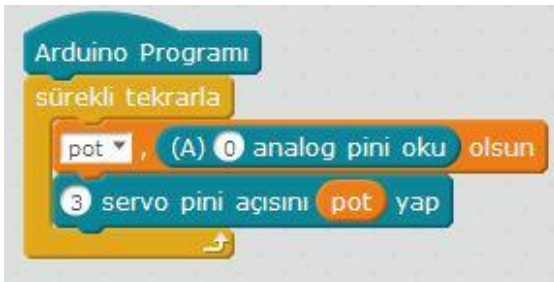 Arduino Programı
sürekli tekrarla
pot , (A) 0 analog pini oku olsun
3 servo pini açısını pot yap